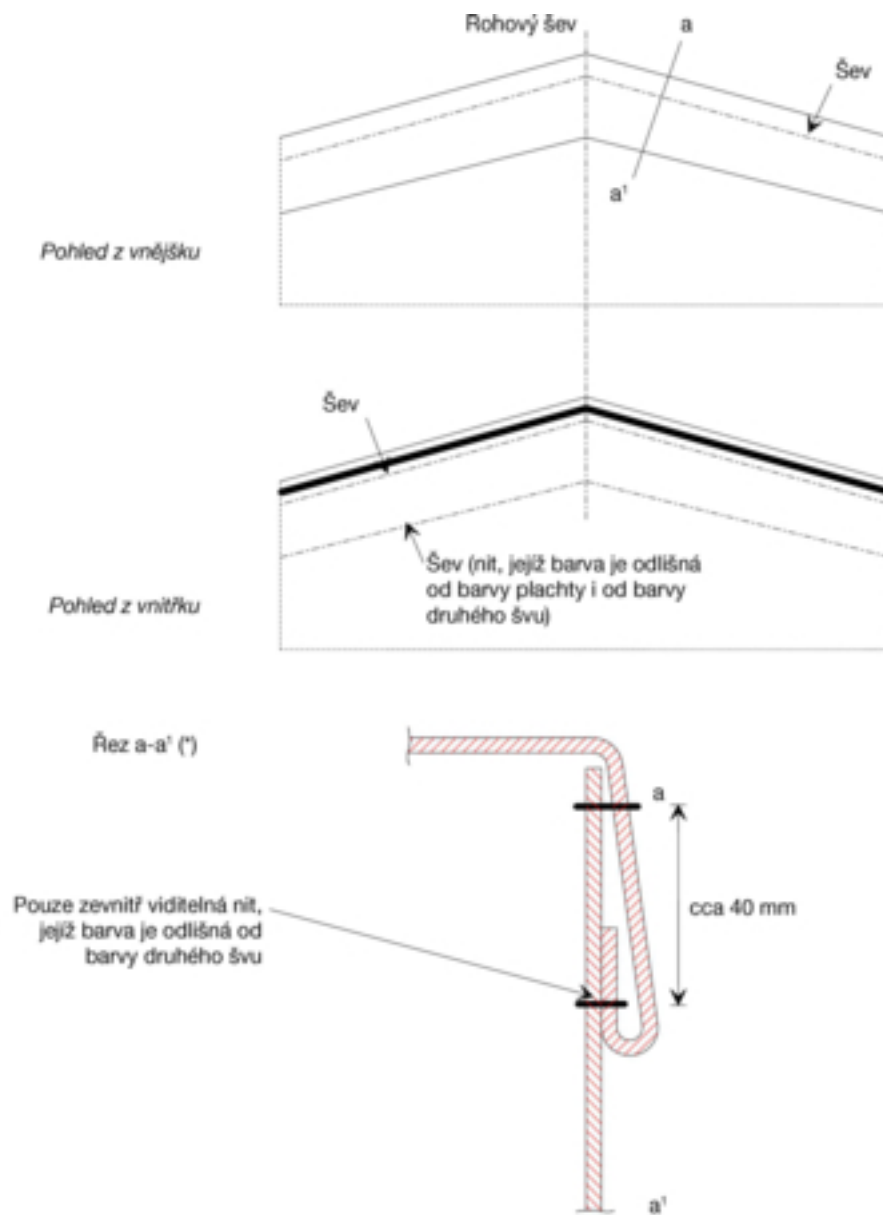 Rohový šev
a
Šev
a¹
Pohled z vnějšku
Šev
Šev (nit, jejíž barva je odlišná
od barvy plachty i od barvy
druhého švu)
Pohled z vnitřku
Řez a-a¹ (*)
a
cca 40 mm
Pouze zevnitř viditelná nit,
jejíž barva je odlišná od
barvy druhého švu
a¹